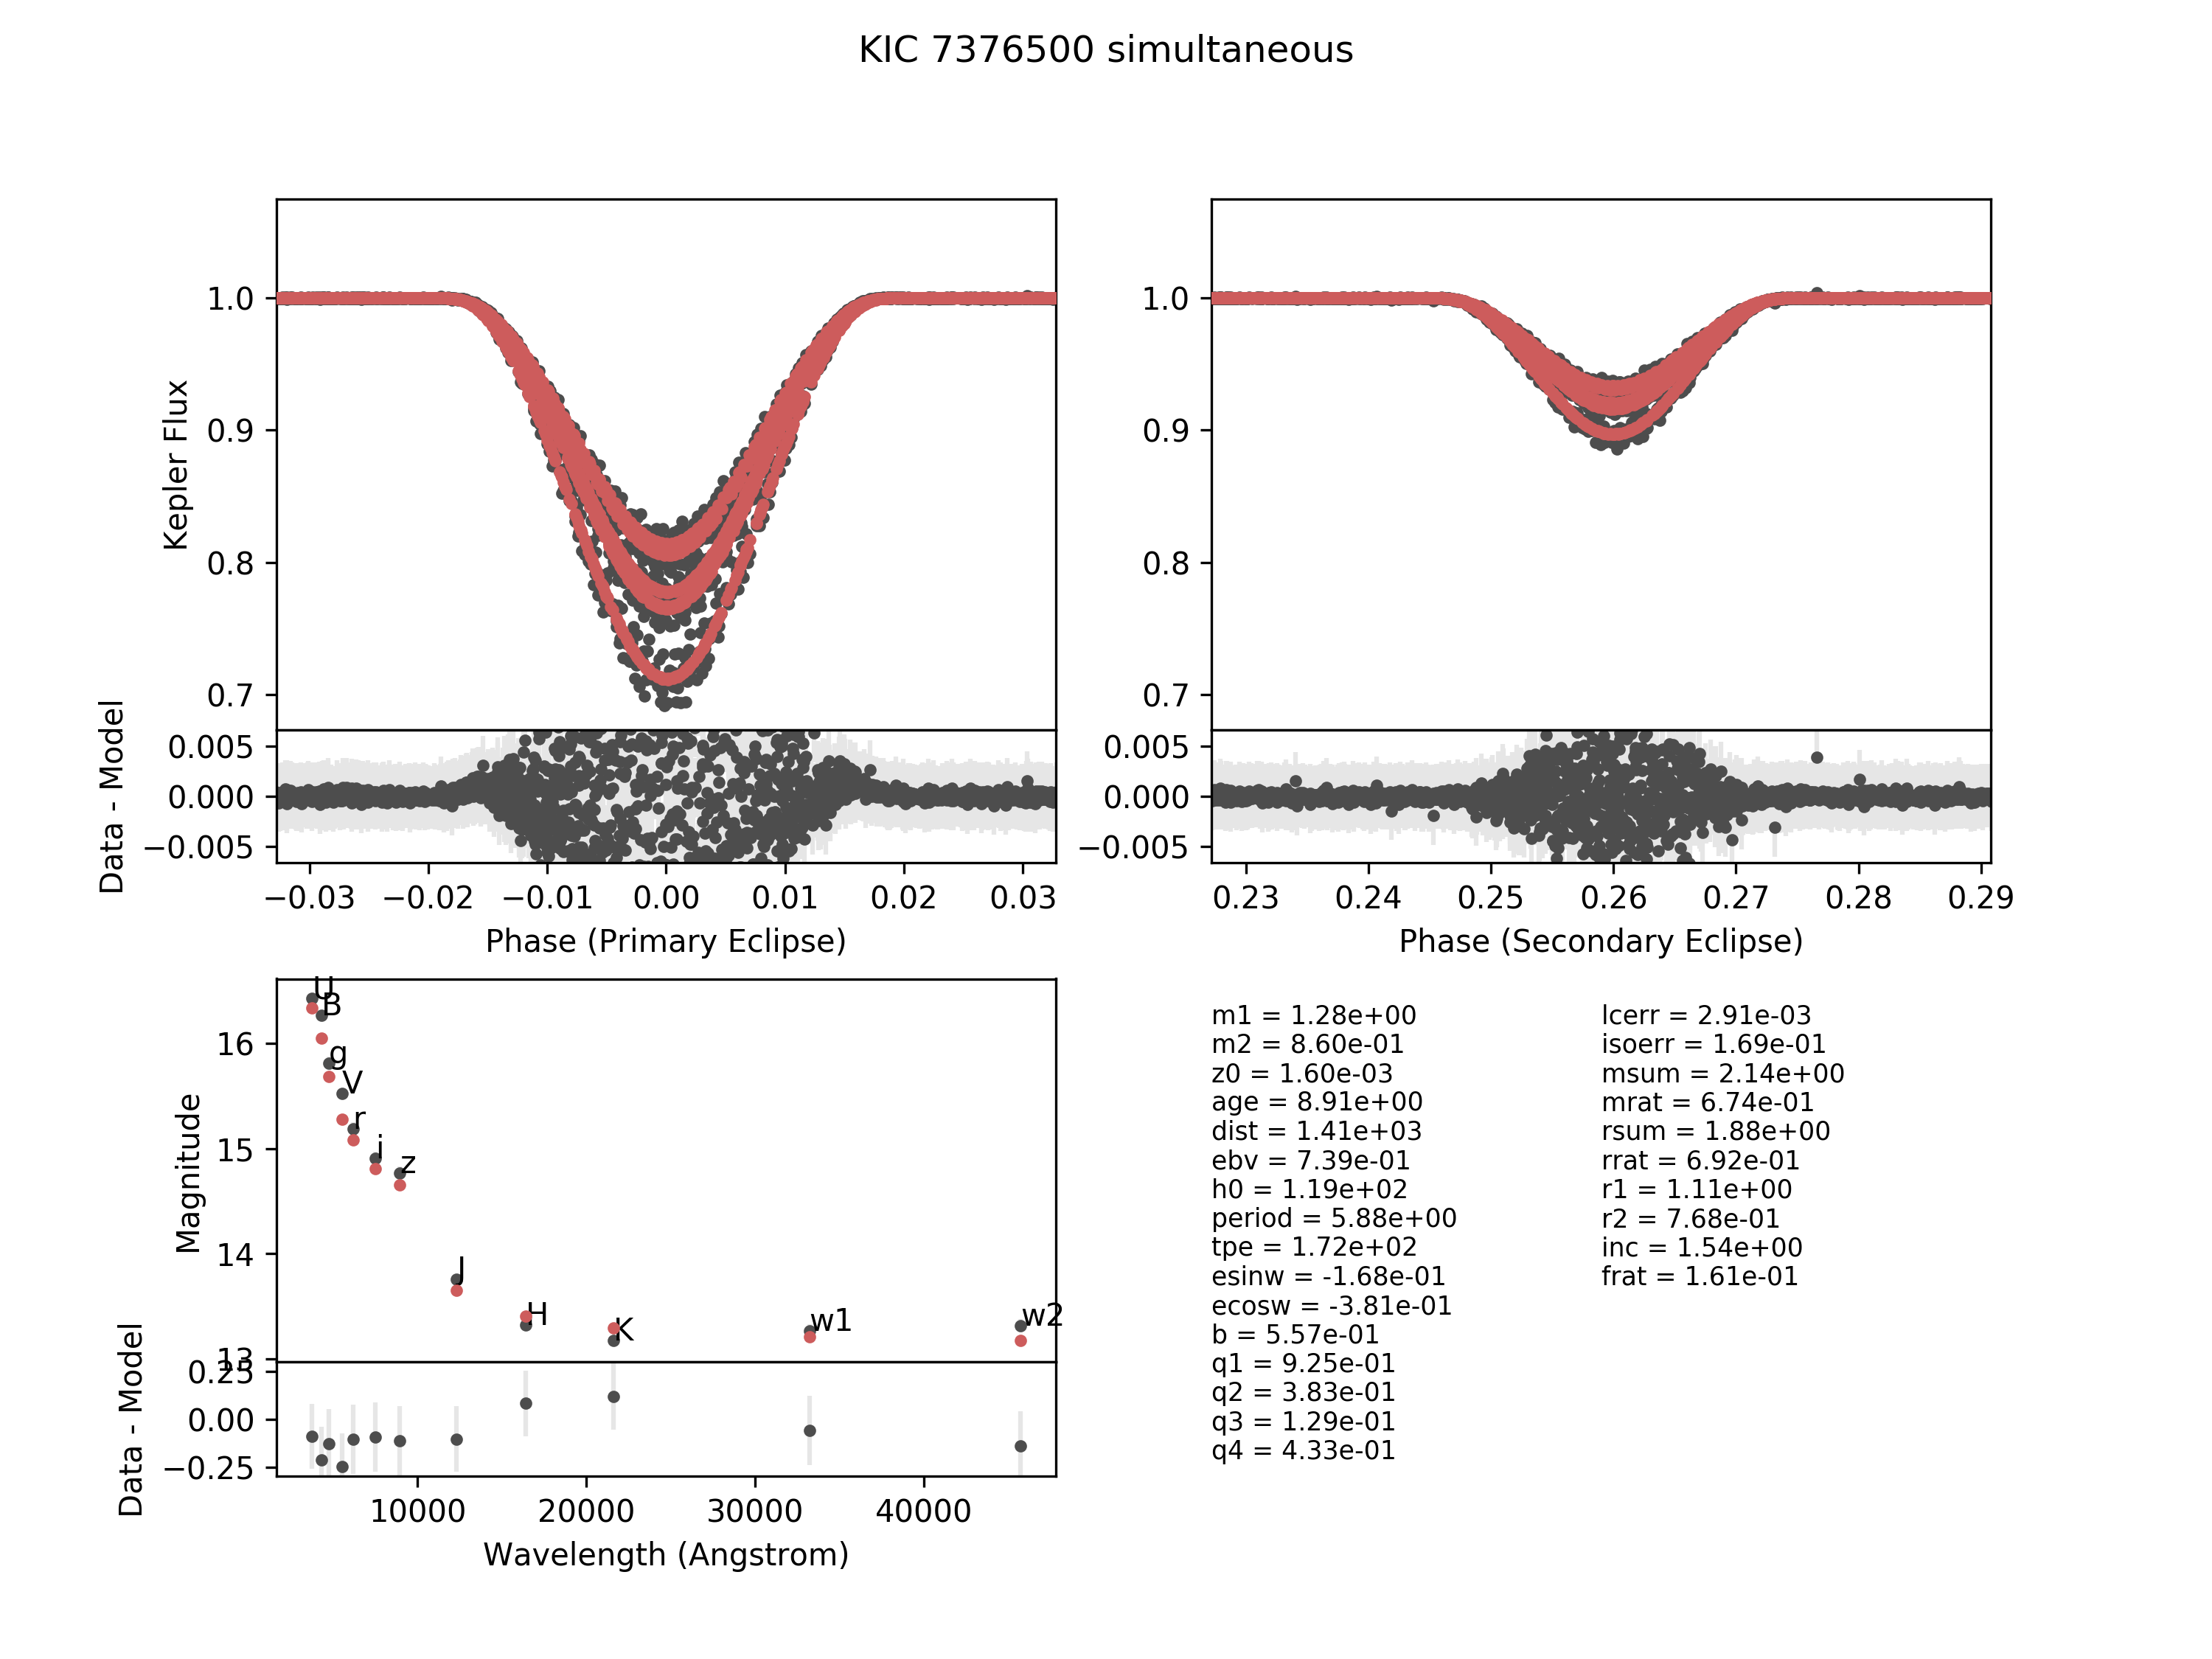 KIC 7376500 simultaneous
Kepler Flux
1.0
0.9
0.8
0.7
1.0
0.9
0.8
0.7
Data - Model
0.005
0.000
−0.005
0.005
0.000
−0.005
−0.03 −0.02 −0.01 0.00 0.01 0.02 0.03
0.23 0.24 0.25 0.26 0.27 0.28 0.29
Phase (Primary Eclipse)
Phase (Secondary Eclipse)
Magnitude
16
15
14
13
U
B
g
V
r
i
z
J
H
K
w1
w2
Data - Model
0.25
0.00
−0.25
10000 20000 30000 40000
Wavelength (Angstrom)
m1 = 1.28e+00
m2 = 8.60e-01
z0 = 1.60e-03
age = 8.91e+00
dist = 1.41e+03
ebv = 7.39e-01
h0 = 1.19e+02
period = 5.88e+00
tpe = 1.72e+02
esinw = -1.68e-01
ecosw = -3.81e-01
b = 5.57e-01
q1 = 9.25e-01
q2 = 3.83e-01
q3 = 1.29e-01
q4 = 4.33e-01
lcerr = 2.91e-03
isoerr = 1.69e-01
msum = 2.14e+00
mrat = 6.74e-01
rsum = 1.88e+00
rrat = 6.92e-01
r1 = 1.11e+00
r2 = 7.68e-01
inc = 1.54e+00
frat = 1.61e-01